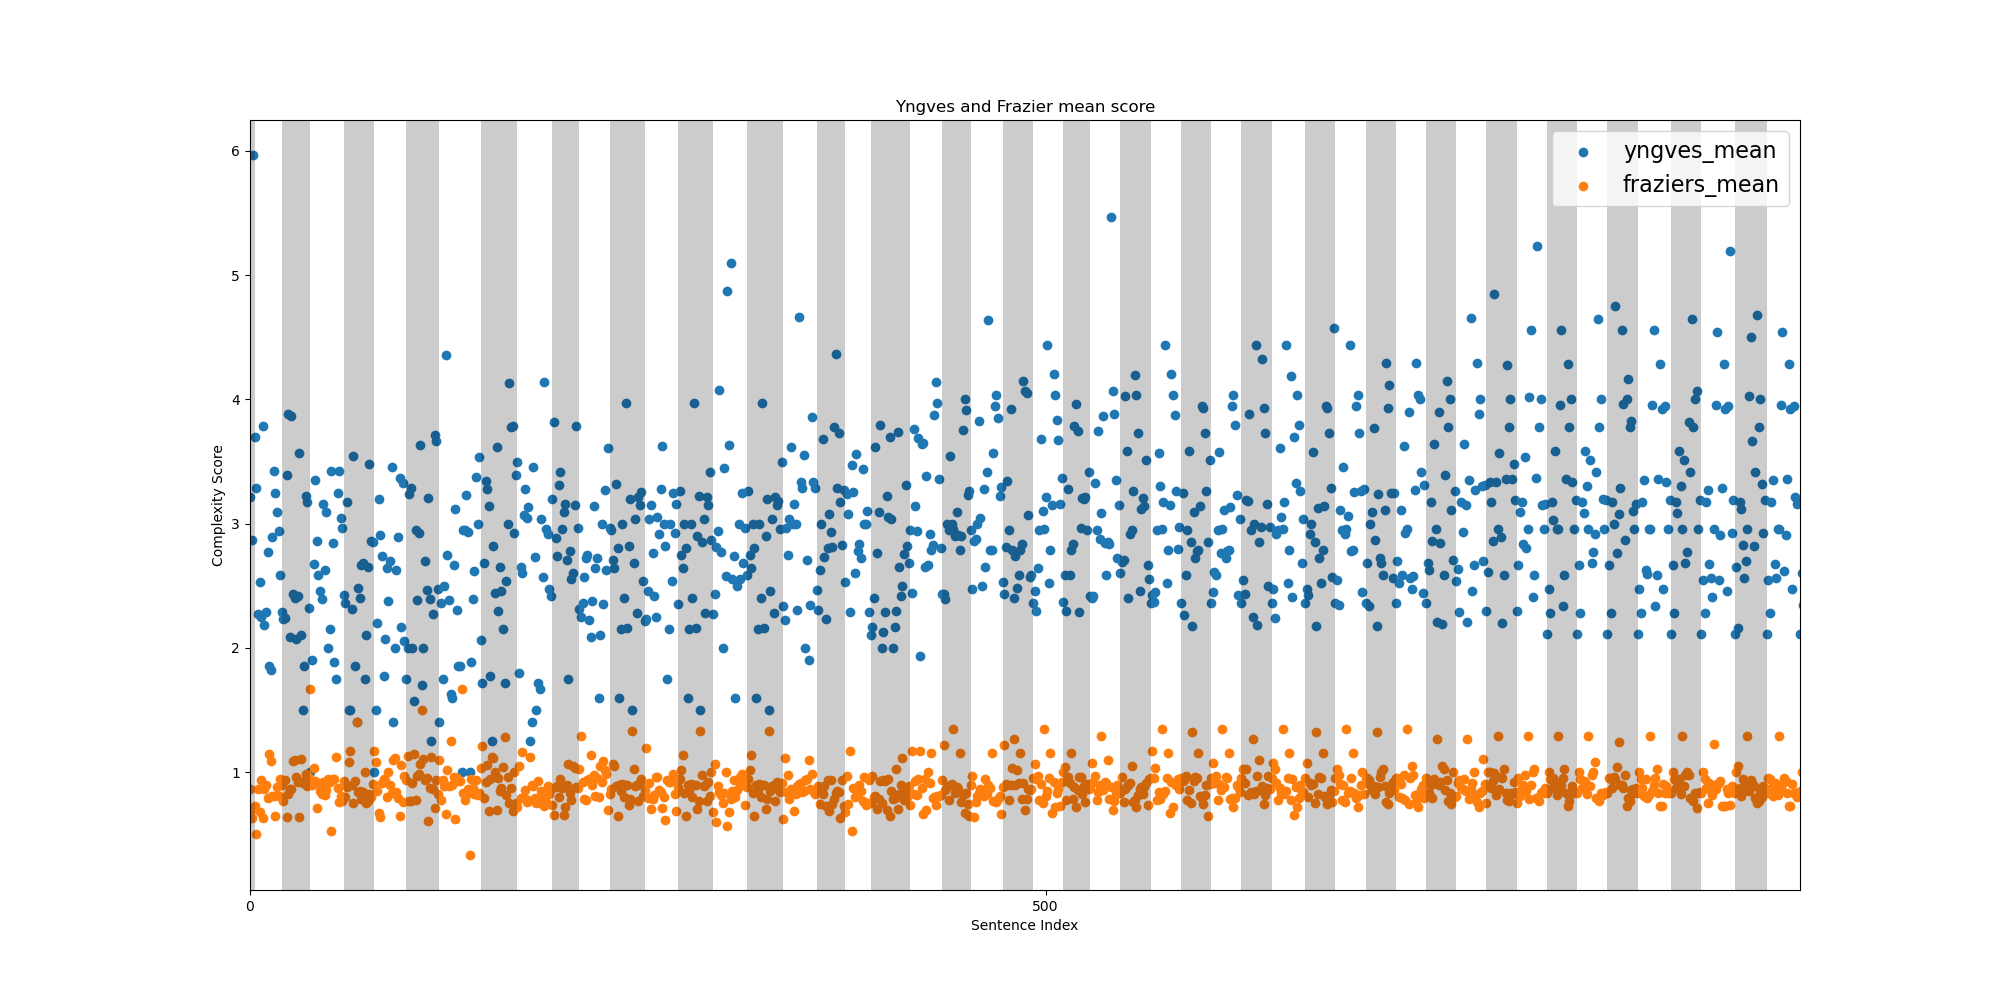 Yngves and Frazier mean score
yngves_mean
fraziers_mean
6
5
4
3
2
1
Complexity Score
0
500
Sentence Index